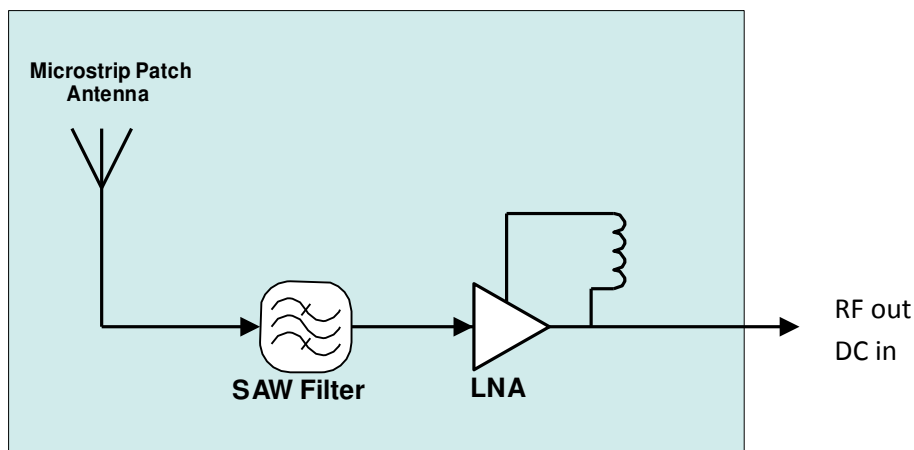 Microstrip Patch
Antenna
SAW Filter
LNA
RF out
DC in